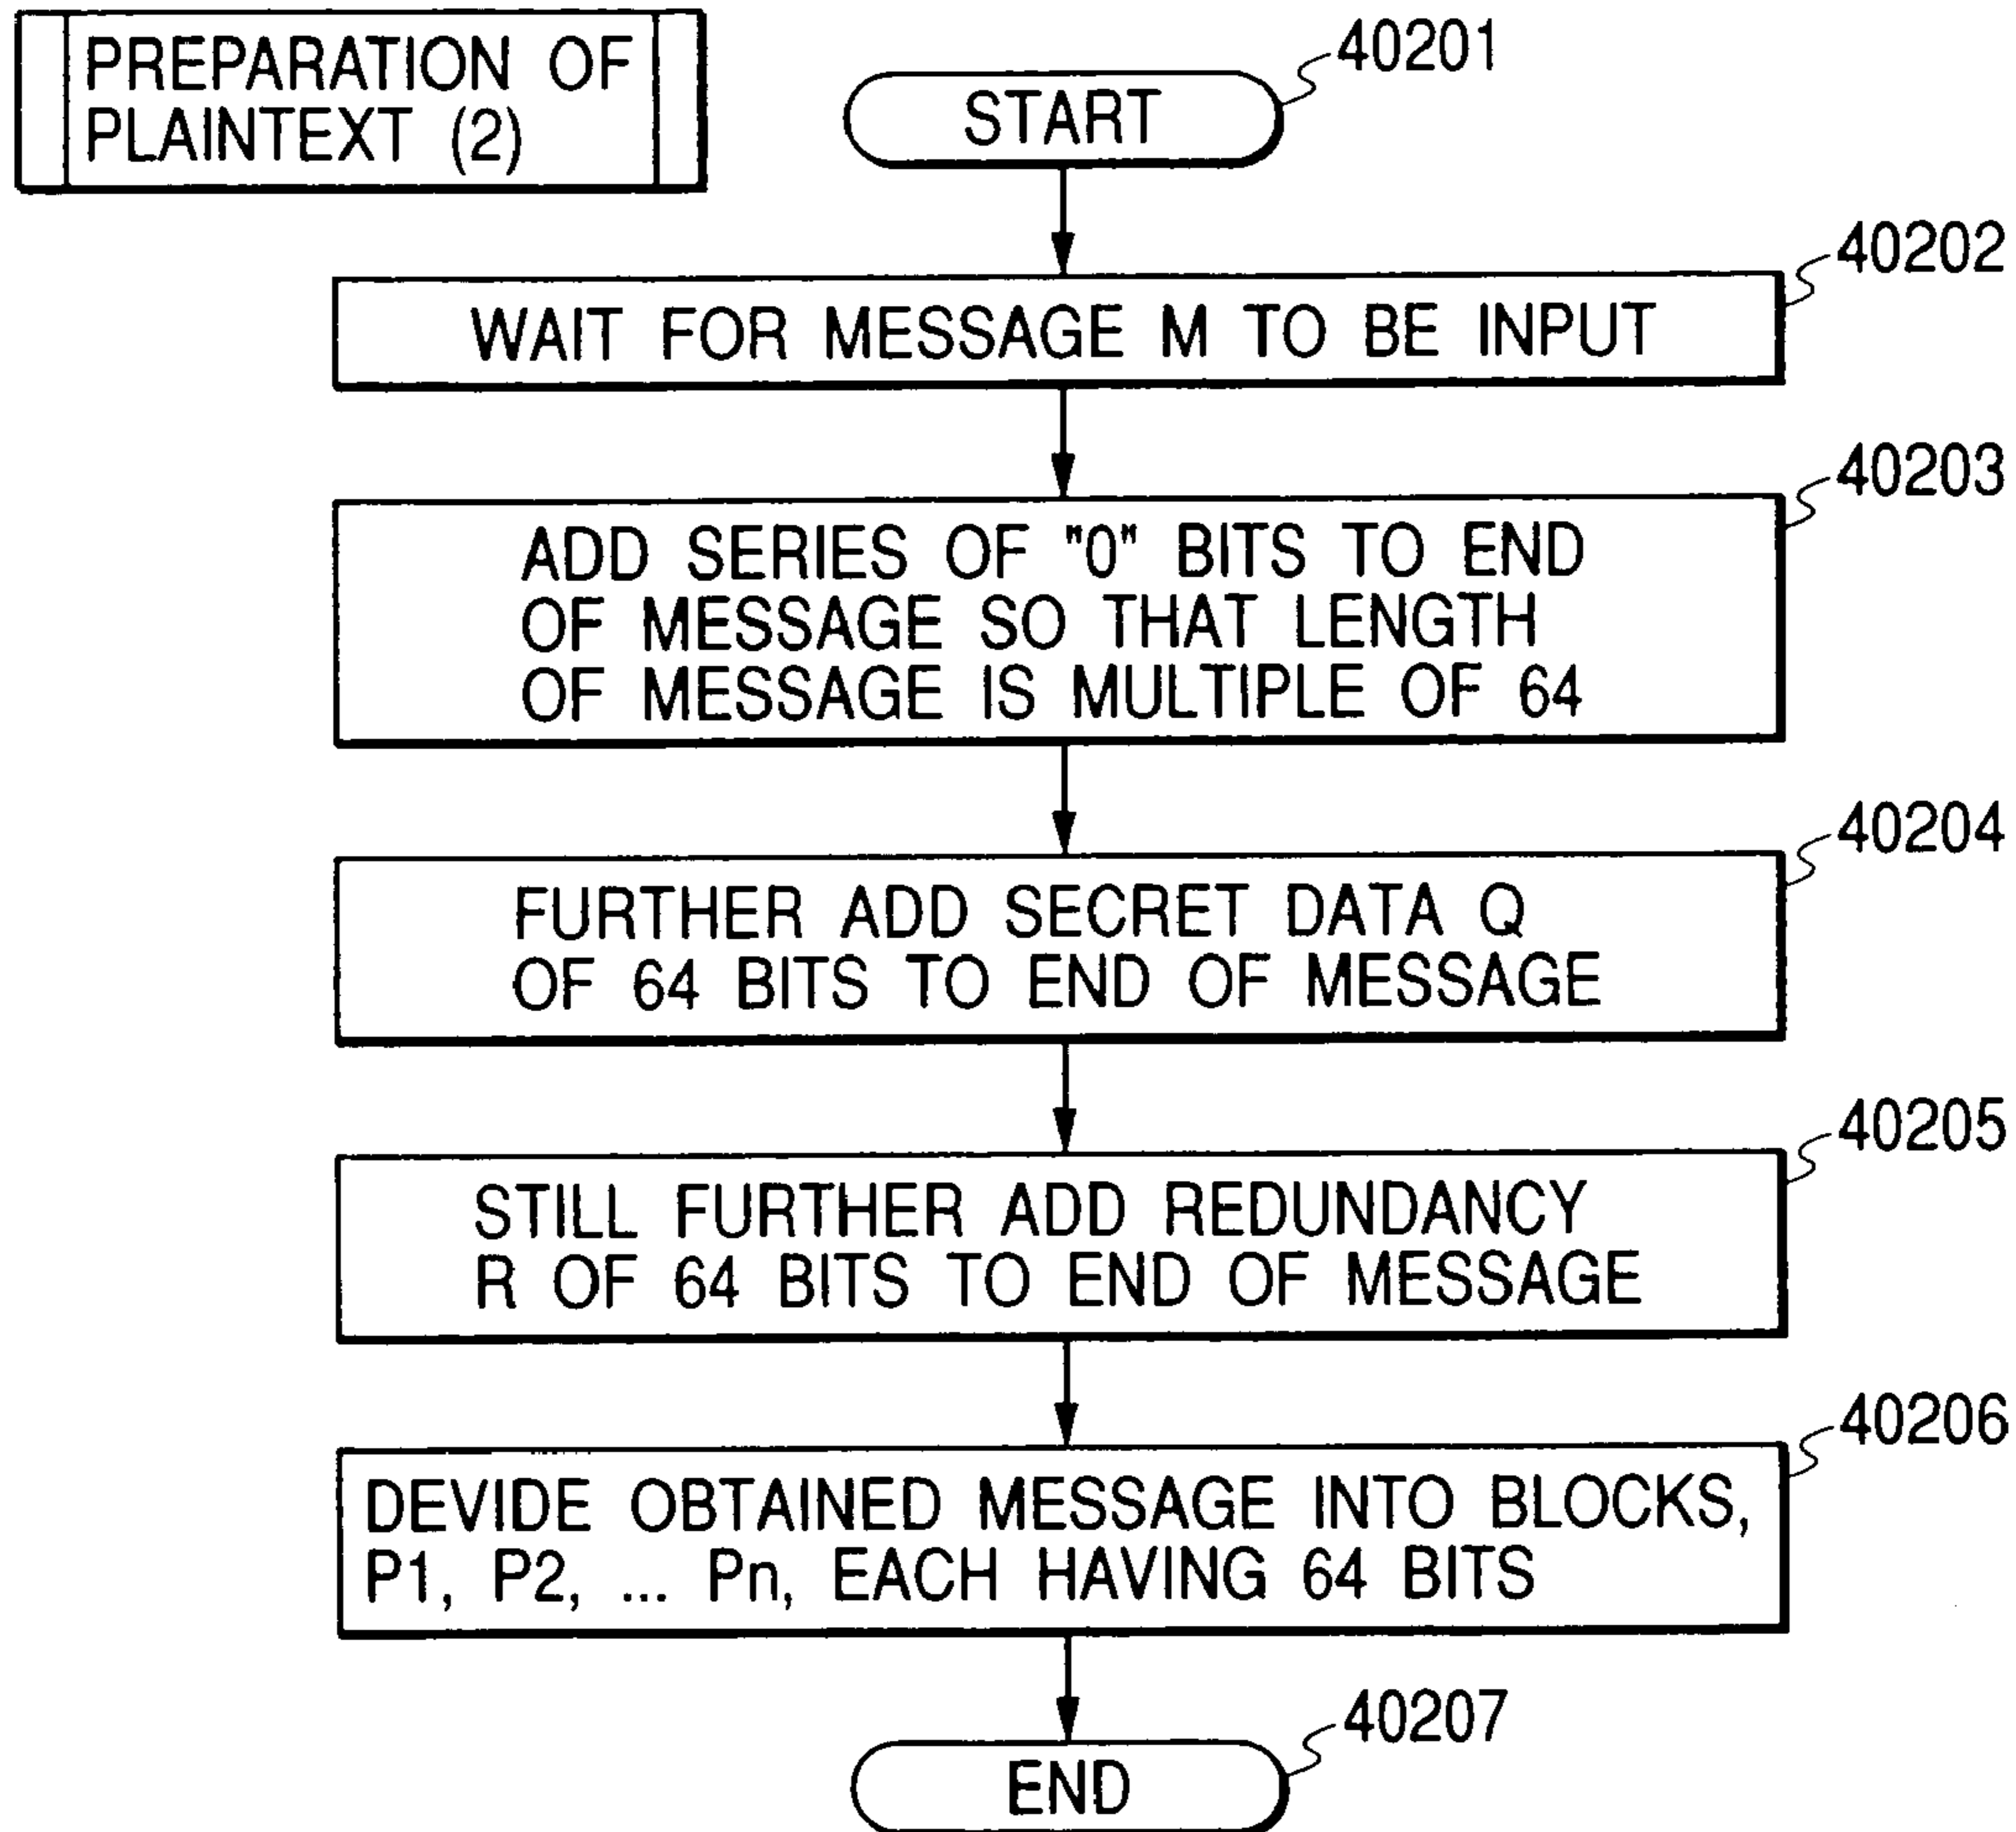 PREPARATION OF
PLAINTEXT (2)
START
40201
WAIT FOR MESSAGE M TO BE INPUT
40202
ADD SERIES OF "0" BITS TO END
OF MESSAGE SO THAT LENGTH
OF MESSAGE IS MULTIPLE OF 64
40203
FURTHER ADD SECRET DATA Q
OF 64 BITS TO END OF MESSAGE
40204
STILL FURTHER ADD REDUNDANCY
R OF 64 BITS TO END OF MESSAGE
40205
DEVIDE OBTAINED MESSAGE INTO BLOCKS,
P1, P2, ... Pn, EACH HAVING 64 BITS
40206
END
40207